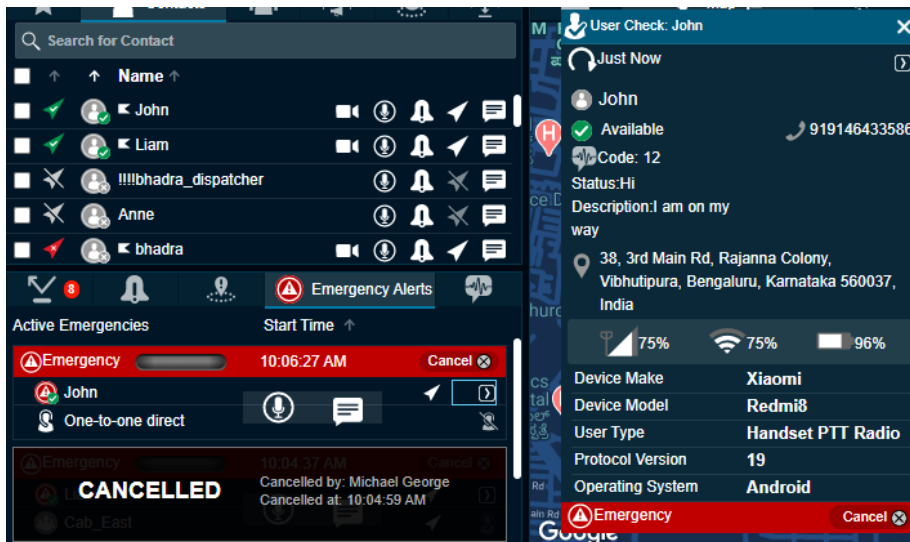 Contacts
Search for Contact
Name
John
Liam
!!!!bhadra_dispatcher
Anne
bhadra
8
Emergency Alerts
Active Emergencies
Start Time
Emergency
10:06:27 AM
Cancel
John
One-to-one direct
Emergency
10:04:37 AM
Cancel
CANCELLED
Cancelled by: Michael George
Cancelled at: 10:04:59 AM
Cab_East
M
H
User Check: John
Just Now
John
Available
919146433586
Code: 12
Status:Hi
Description:I am on my
way
38, 3rd Main Rd, Rajanna Colony,
Vibhutipura, Bengaluru, Karnataka 560037,
India
75%
75%
96%
Device Make
Xiaomi
Device Model
Redmi8
User Type
Handset PTT Radio
Protocol Version
19
Operating System
Android
Emergency
Cancel
Rd
ain Rd
Google